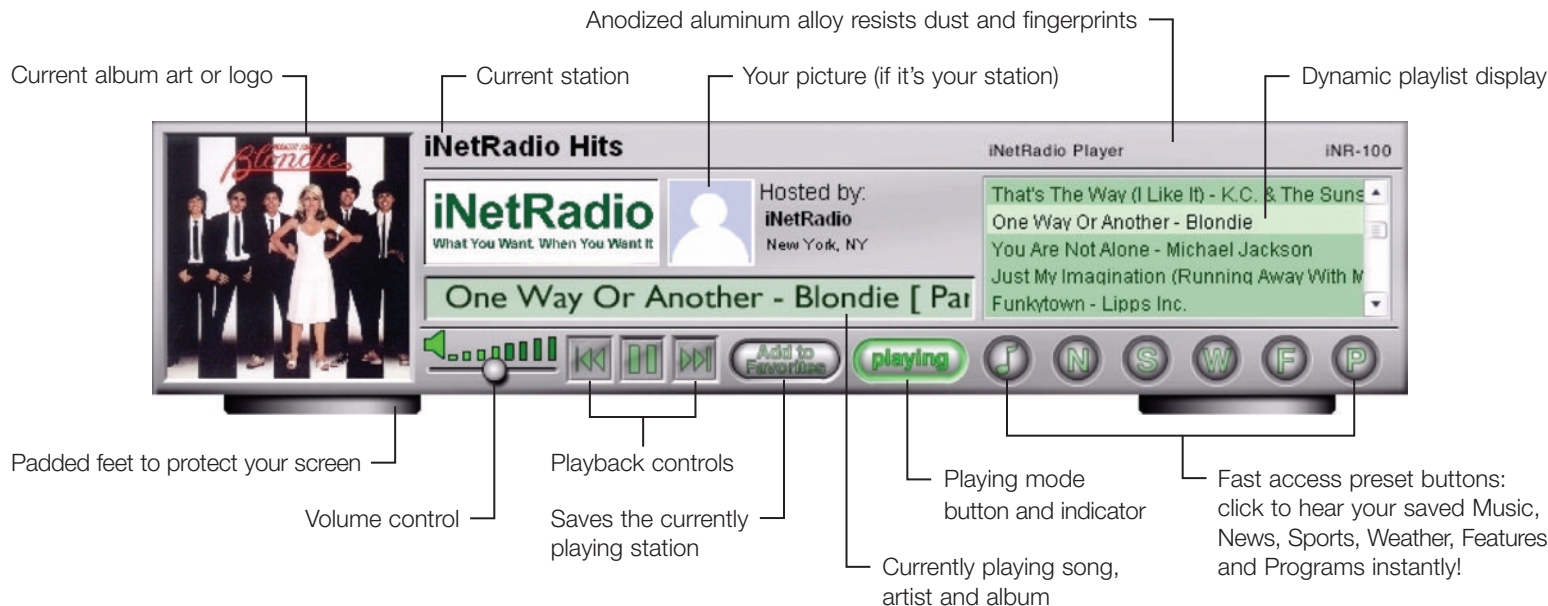 Anodized aluminum alloy resists dust and fingerprints
Current album art or logo
Current station
Your picture (if it's your station)
Dynamic playlist display
Blondie
iNetRadio Hits
iNetRadio Player
iNR-100
iNetRadio
What You Want, When You Want It
Hosted by:
iNetRadio
New York, NY
That's The Way (I Like It) - K.C. & The Suns
One Way Or Another - Blondie
You Are Not Alone - Michael Jackson
Just My Imagination (Running Away With M
Funkytown - Lipps Inc.
One Way Or Another - Blondie [ Par
Add to
Favorites
playing
N
S
W
F
P
Padded feet to protect your screen
Volume control
Playback controls
Saves the currently
playing station
Playing mode
button and indicator
Currently playing song,
artist and album
Fast access preset buttons:
click to hear your saved Music,
News, Sports, Weather, Features
and Programs instantly!